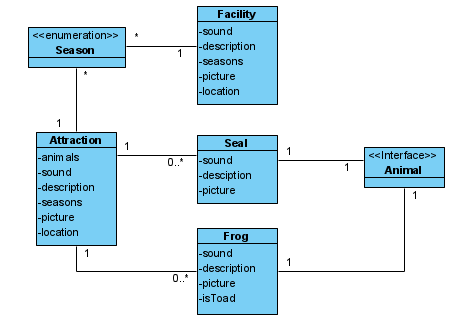 Facility
-sound
-description
-seasons
-picture
-location
<<enumeration>>
Season
*
1
*
1
Attraction
-animals
-sound
-description
-seasons
-picture
-location
1
0..*
Seal
-sound
-description
-picture
1
1
<<Interface>>
Animal
1
1
0..*
Frog
-sound
-description
-picture
-isToad
1